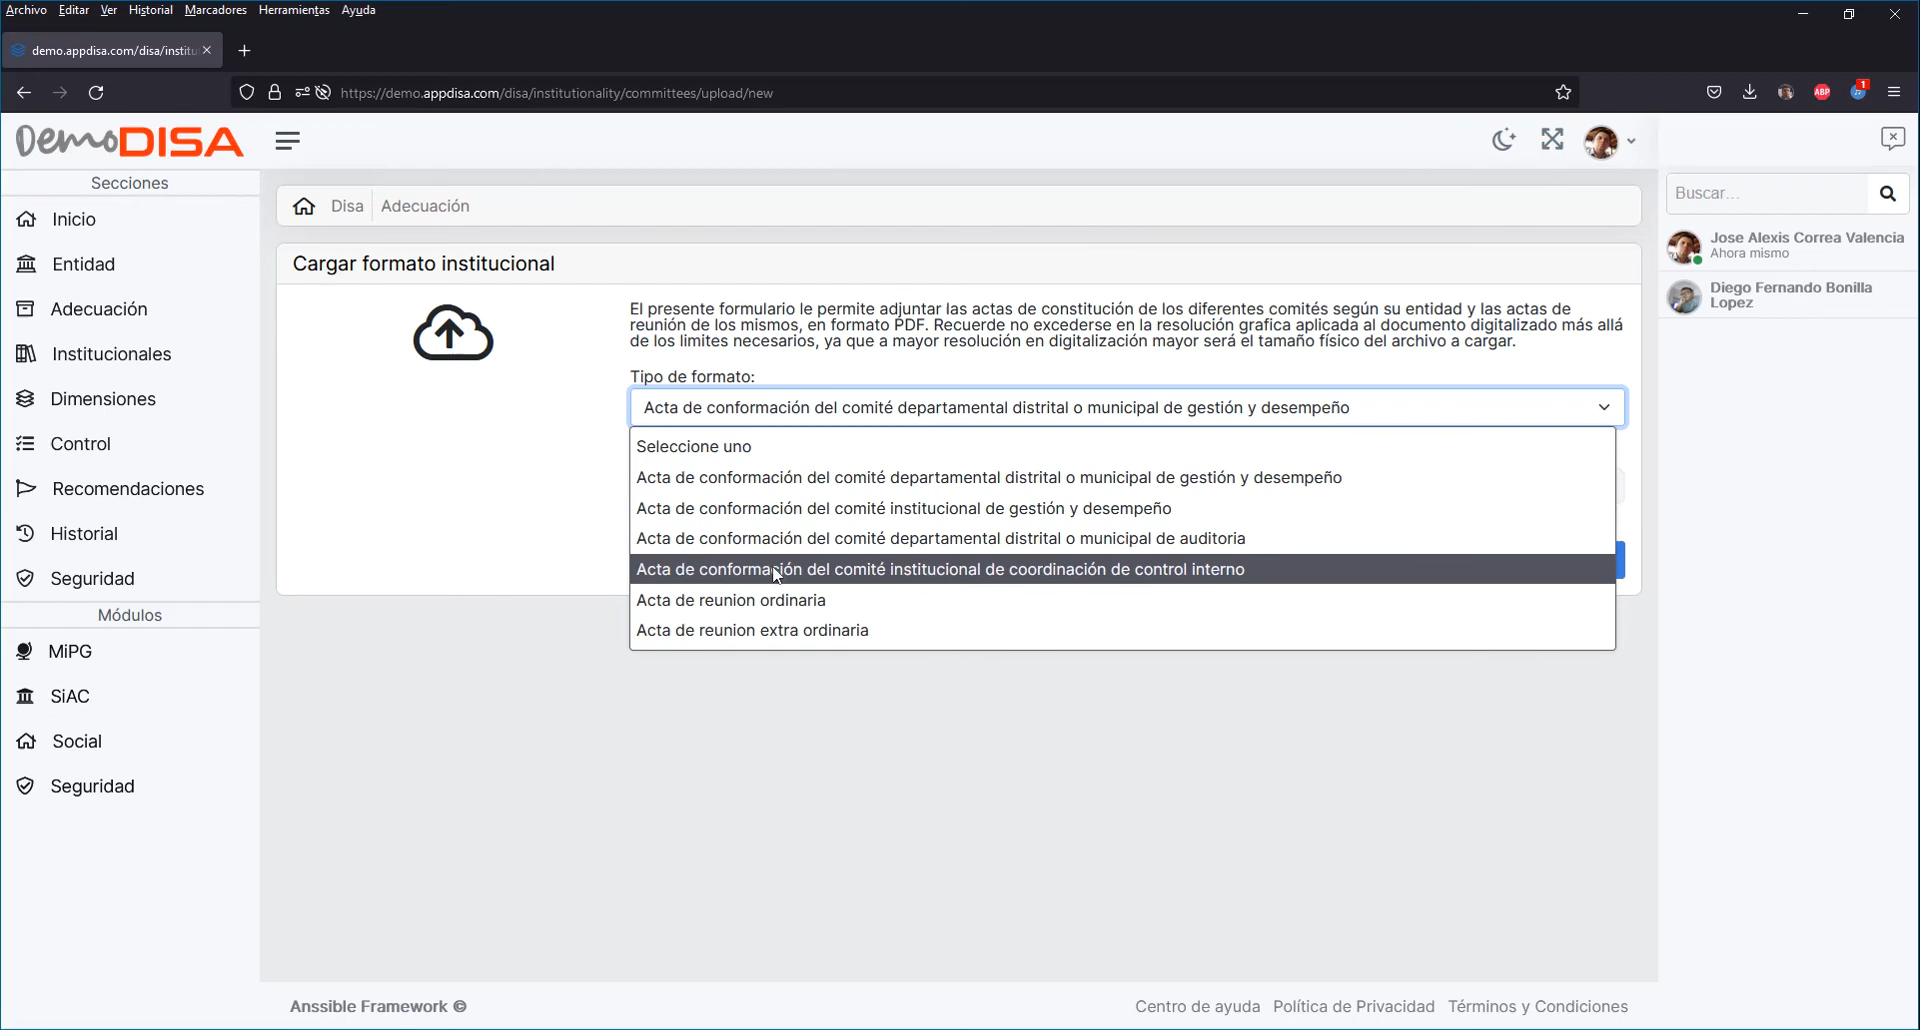 Archivo Editar Ver Historial Marcadores Herramientas Ayuda
demo.appdisa.com/disa/institu
https://demo.appdisa.com/disa/institutionality/committees/upload/new
ABP
1
DemoDISA
Secciones
Inicio
Entidad
Adecuación
Institucionales
Dimensiones
Control
Recomendaciones
Historial
Seguridad
Módulos
MiPG
SiAC
Social
Seguridad
Disa
Adecuación
Cargar formato institucional
El presente formulario le permite adjuntar las actas de constitución de los diferentes comités según su entidad y las actas de
reunión de los mismos, en formato PDF. Recuerde no excederse en la resolución grafica aplicada al documento digitalizado más allá
de los limites necesarios, ya que a mayor resolución en digitalización mayor será el tamaño físico del archivo a cargar.
Tipo de formato:
Acta de conformación del comité departamental distrital o municipal de gestión y desempeño
Seleccione uno
Acta de conformación del comité departamental distrital o municipal de gestión y desempeño
Acta de conformación del comité institucional de gestión y desempeño
Acta de conformación del comité departamental distrital o municipal de auditoria
Acta de conformación del comité institucional de coordinación de control interno
Acta de reunion ordinaria
Acta de reunion extra ordinaria
Buscar...
Jose Alexis Correa Valencia
Ahora mismo
Diego Fernando Bonilla
Lopez
Anssible Framework ©
Centro de ayuda Política de Privacidad Términos y Condiciones